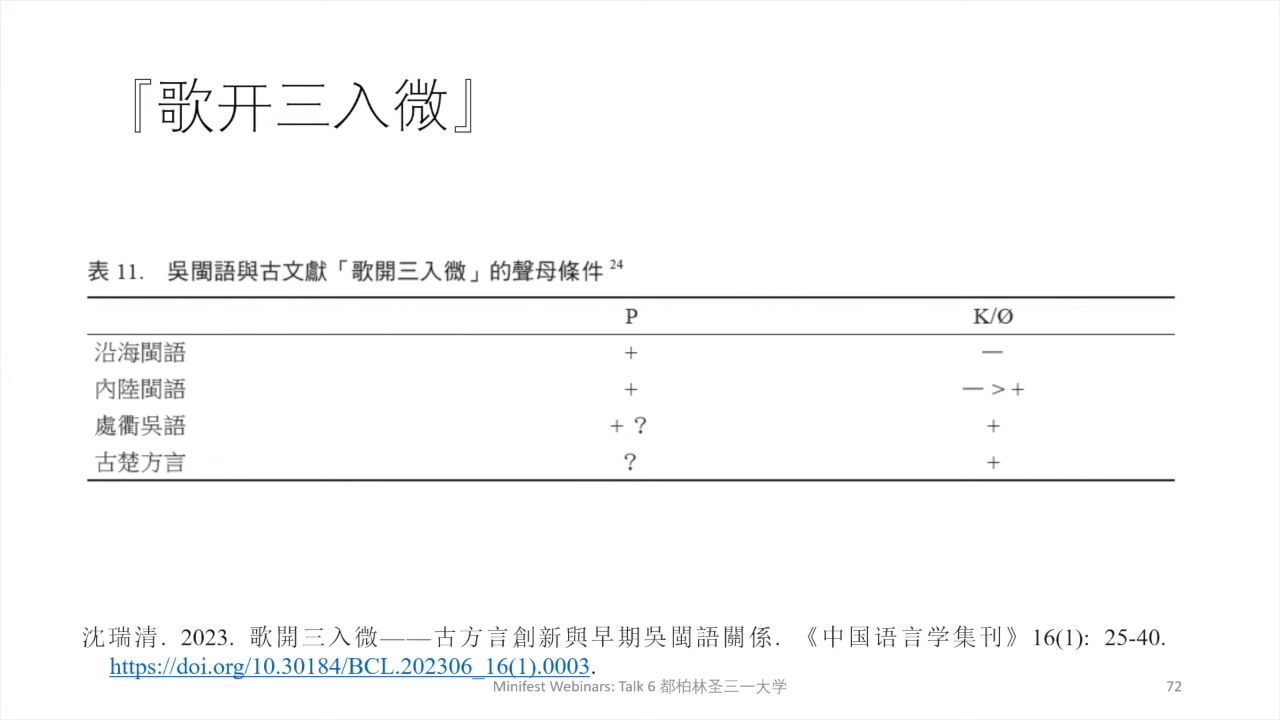 『歌开三入微』
表 11. 吳閩語與古文獻「歌開三入微」的聲母條件 24
P K/Ø
沿海閩語 + —
內陸閩語 + — > +
處衢吳語 + ? +
古楚方言 ? +
沈瑞清. 2023. 歌開三入微——古方言創新與早期吳閩語關係. 《中国语言学集刊》16(1): 25-40.
https://doi.org/10.30184/BCL.202306_16(1).0003.
Minifest Webinars: Talk 6 都柏林圣三一大学 72